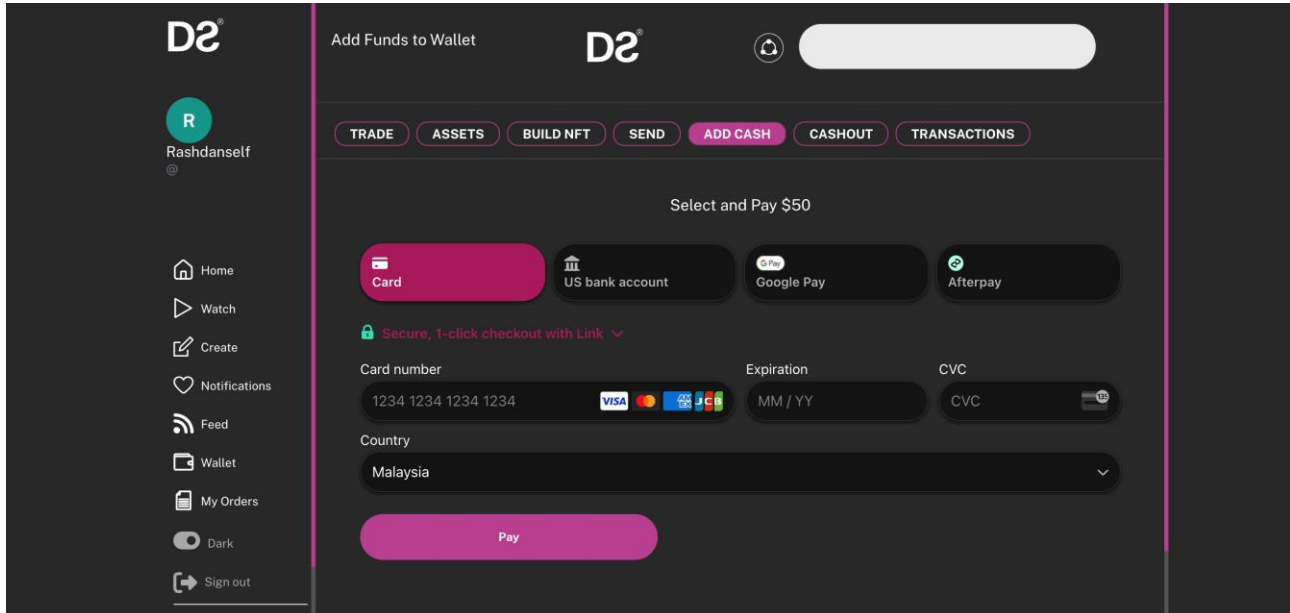 DS®
R
Rashdanself
@
Home
Watch
Create
Notifications
Feed
Wallet
My Orders
Dark
Sign out
Add Funds to Wallet
DS®
TRADE ASSETS BUILD NFT SEND ADD CASH CASHOUT TRANSACTIONS
Select and Pay $50
Card
US bank account
G Pay
Google Pay
Afterpay
Secure, 1-click checkout with Link
Card number Expiration CVC
1234 1234 1234 1234 VISA JCB MM / YY CVC 135
Country
Malaysia
Pay